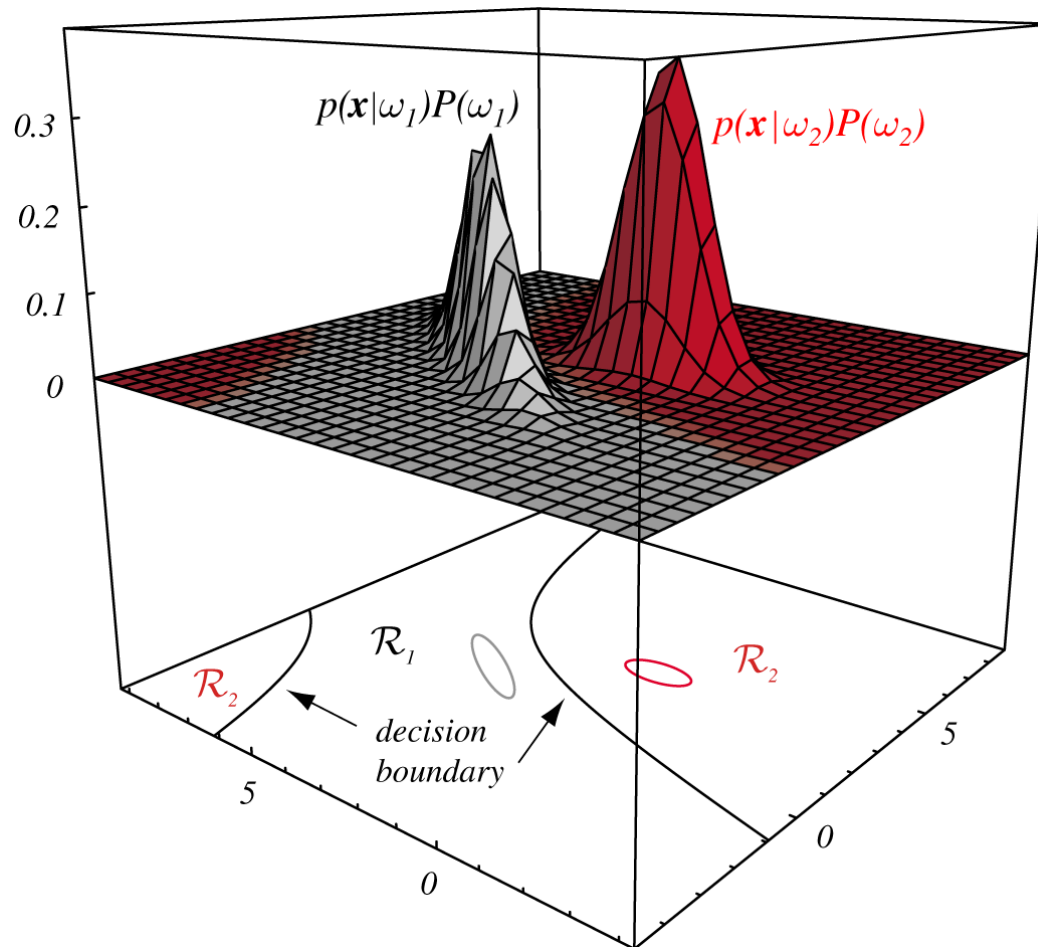 p(x|ω₁)P(ω₁)
p(x|ω₂)P(ω₂)
0.3
0.2
0.1
0
R₁
R₂
R₂
decision
boundary
5
0
5
0